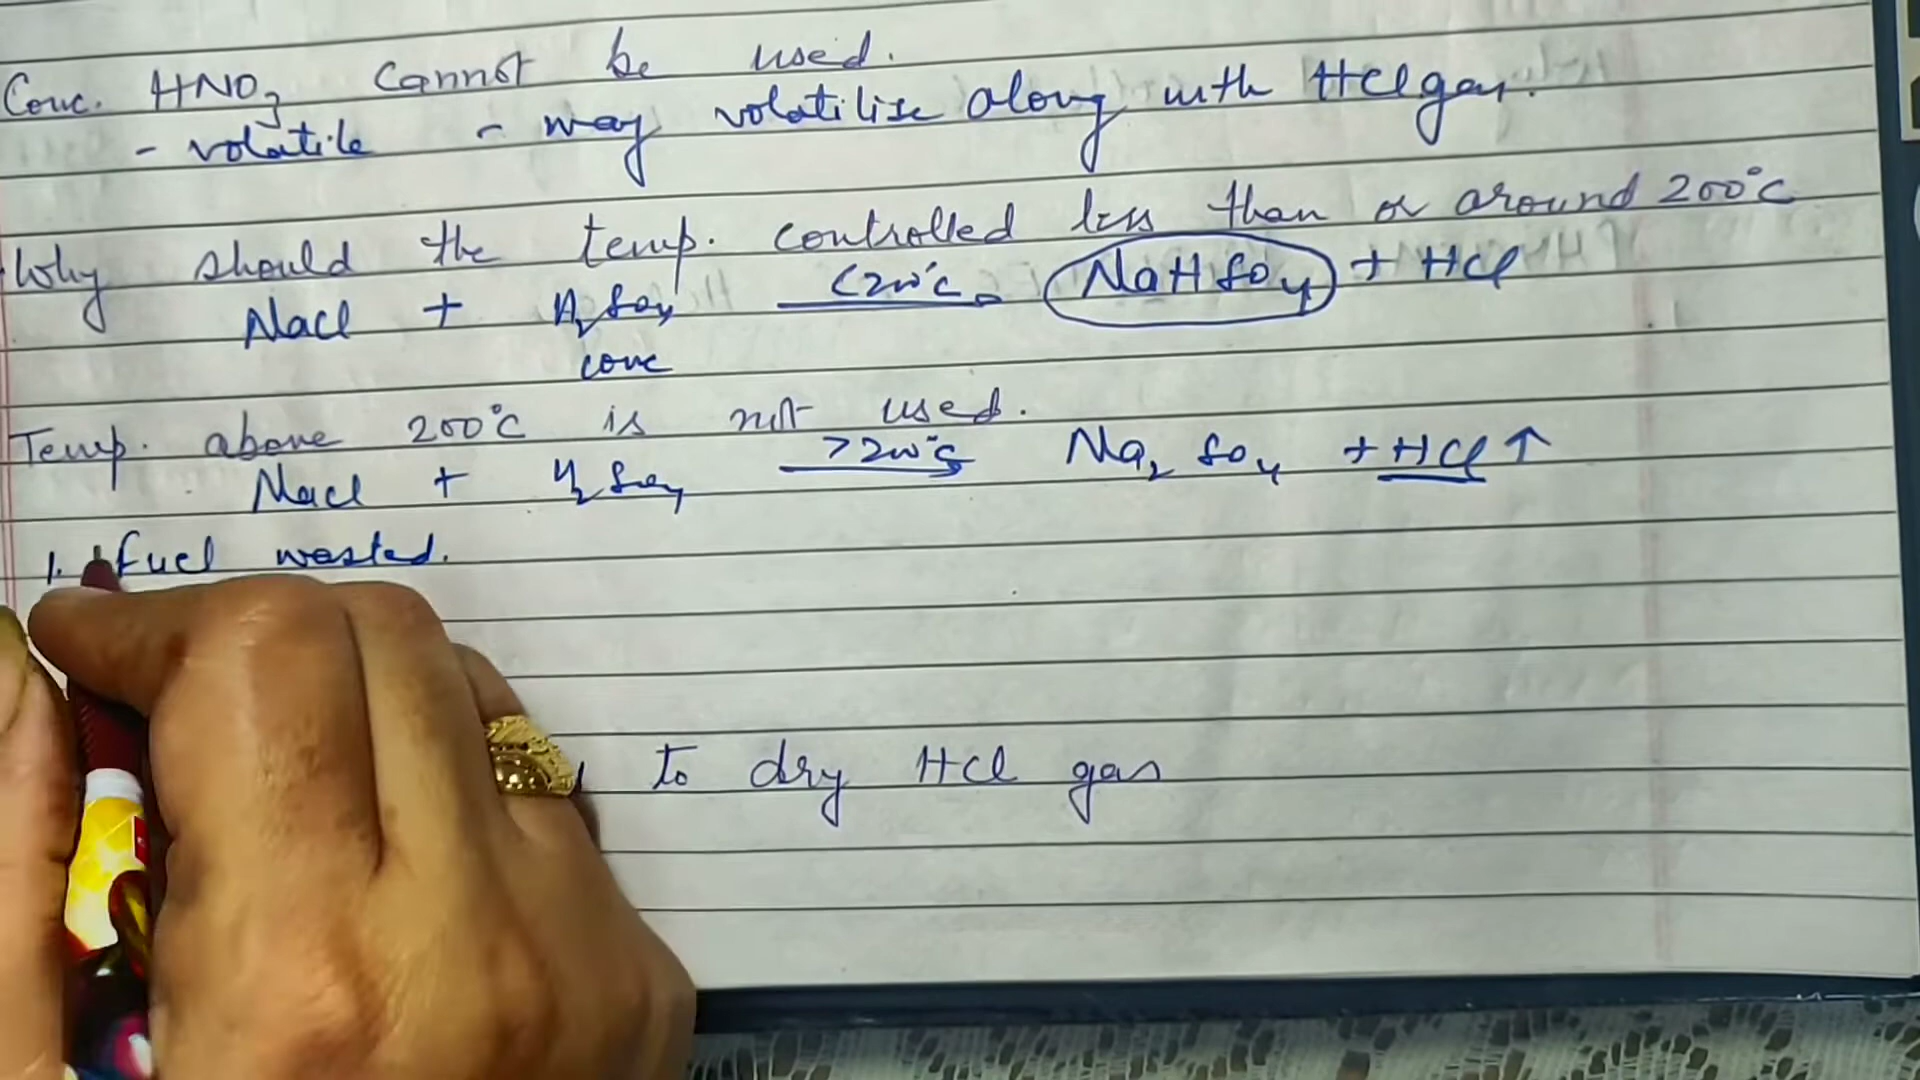 Conc. HNO3 cannot be used.
- volatile - may volatilise along with HCl gas.
Why should the temp. controlled less than or around 200°C
NaCl + H2SO4 <200°C NaHSO4 + HCl
conc
Temp. above 200°C is not used.
NaCl + H2SO4 >200°C Na2SO4 + HCl ↑
1. Fuel wasted.
to dry HCl gas